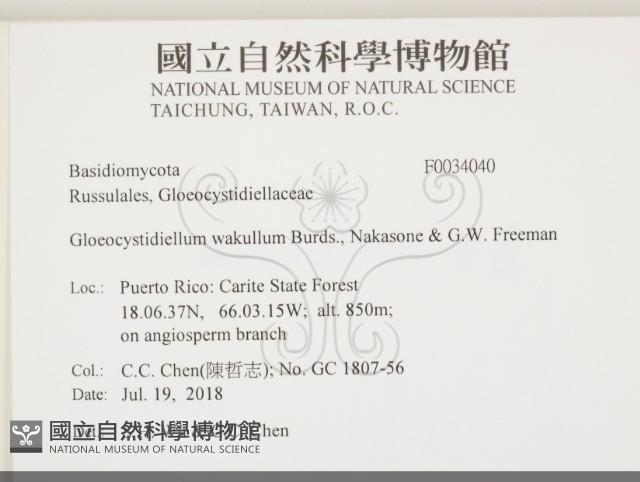 國立自然科學博物館
NATIONAL MUSEUM OF NATURAL SCIENCE
TAICHUNG, TAIWAN, R.O.C.
Basidiomycota F0034040
Russulales, Gloeocystidiellaceae
Gloeocystidiellum wakullum Burds., Nakasone & G.W. Freeman
Loc.: Puerto Rico: Carite State Forest
18.06.37N, 66.03.15W; alt. 850m;
on angiosperm branch
Col.: C.C. Chen(陳哲志); No. GC 1807-56
Date: Jul. 19, 2018
Chen
國立自然科學博物館
NATIONAL MUSEUM OF NATURAL SCIENCE